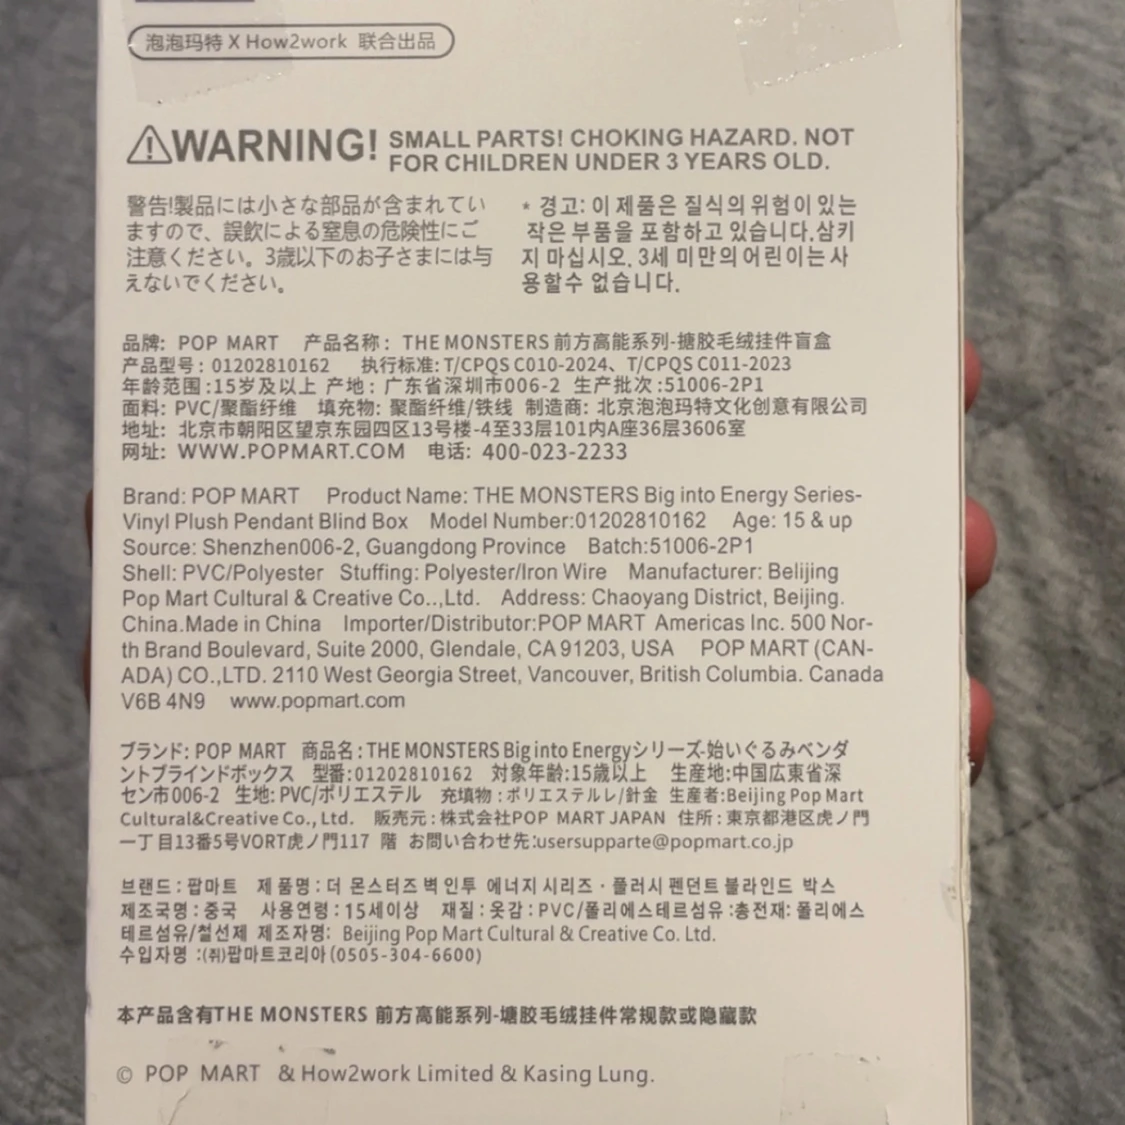 泡泡玛特 X How2work 联合出品
WARNING! SMALL PARTS! CHOKING HAZARD. NOT
FOR CHILDREN UNDER 3 YEARS OLD.
警告!製品には小さな部品が含まれてい
ますので、誤飲による窒息の危険性にご
注意ください。3歳以下のお子さまには与
えないでください。
* 경고: 이 제품은 질식의 위험이 있는
작은 부품을 포함하고 있습니다.삼키
지 마십시오. 3세 미만의 어린이는 사
용할수 없습니다.
品牌: POP MART 产品名称: THE MONSTERS 前方高能系列-搪胶毛绒挂件盲盒
产品型号: 01202810162 执行标准: T/CPQS C010-2024、T/CPQS C011-2023
年龄范围:15岁及以上 产地: 广东省深圳市006-2 生产批次:51006-2P1
面料: PVC/聚酯纤维 填充物: 聚酯纤维/铁线 制造商: 北京泡泡玛特文化创意有限公司
地址: 北京市朝阳区望京东园四区13号楼-4至33层101内A座36层3606室
网址: WWW.POPMART.COM 电话: 400-023-2233
Brand: POP MART Product Name: THE MONSTERS Big into Energy Series-
Vinyl Plush Pendant Blind Box Model Number:01202810162 Age: 15 & up
Source: Shenzhen006-2, Guangdong Province Batch:51006-2P1
Shell: PVC/Polyester Stuffing: Polyester/Iron Wire Manufacturer: Belijing
Pop Mart Cultural & Creative Co..,Ltd. Address: Chaoyang District, Beijing.
China.Made in China Importer/Distributor:POP MART Americas Inc. 500 Nor-
th Brand Boulevard, Suite 2000, Glendale, CA 91203, USA POP MART (CAN-
ADA) CO.,LTD. 2110 West Georgia Street, Vancouver, British Columbia. Canada
V6B 4N9 www.popmart.com
ブランド: POP MART 商品名: THE MONSTERS Big into Energyシリーズ-始いぐるみペンダ
ントブラインドボックス 型番:01202810162 対象年齢:15歳以上 生産地:中国広東省深
セン市006-2 生地: PVC/ポリエステル 充填物: ポリエステルレ/針金 生産者:Beijing Pop Mart
Cultural&Creative Co., Ltd. 販売元: 株式会社POP MART JAPAN 住所: 東京都港区虎ノ門
一丁目13番5号VORT虎ノ門117 階 お問い合わせ先:usersupparte@popmart.co.jp
브랜드: 팝마트 제품명: 더 몬스터즈 벽 인투 에너지 시리즈 · 플러시 펜던트 블라인드 박스
제조국명: 중국 사용연령: 15세이상 재질: 옷감: PVC/폴리에스테르섬유 :충전재: 폴리에스
테르섬유/철선제 제조자명: Beijing Pop Mart Cultural & Creative Co. Ltd.
수입자명 :(쥐)팝마트코리아(0505-304-6600)
本产品含有THE MONSTERS 前方高能系列-搪胶毛绒挂件常规款或隐藏款
© POP MART & How2work Limited & Kasing Lung.